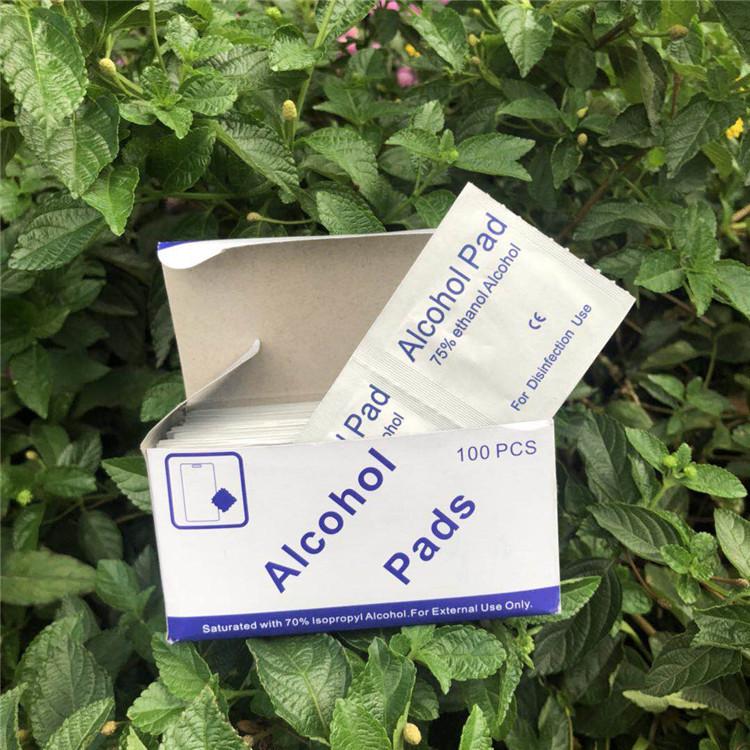 Alcohol Pad
75% ethanol Alcohol
CE
For Disinfection Use
Pad
100 PCS
Alcohol
Pads
Saturated with 70% Isopropyl Alcohol.For External Use Only.